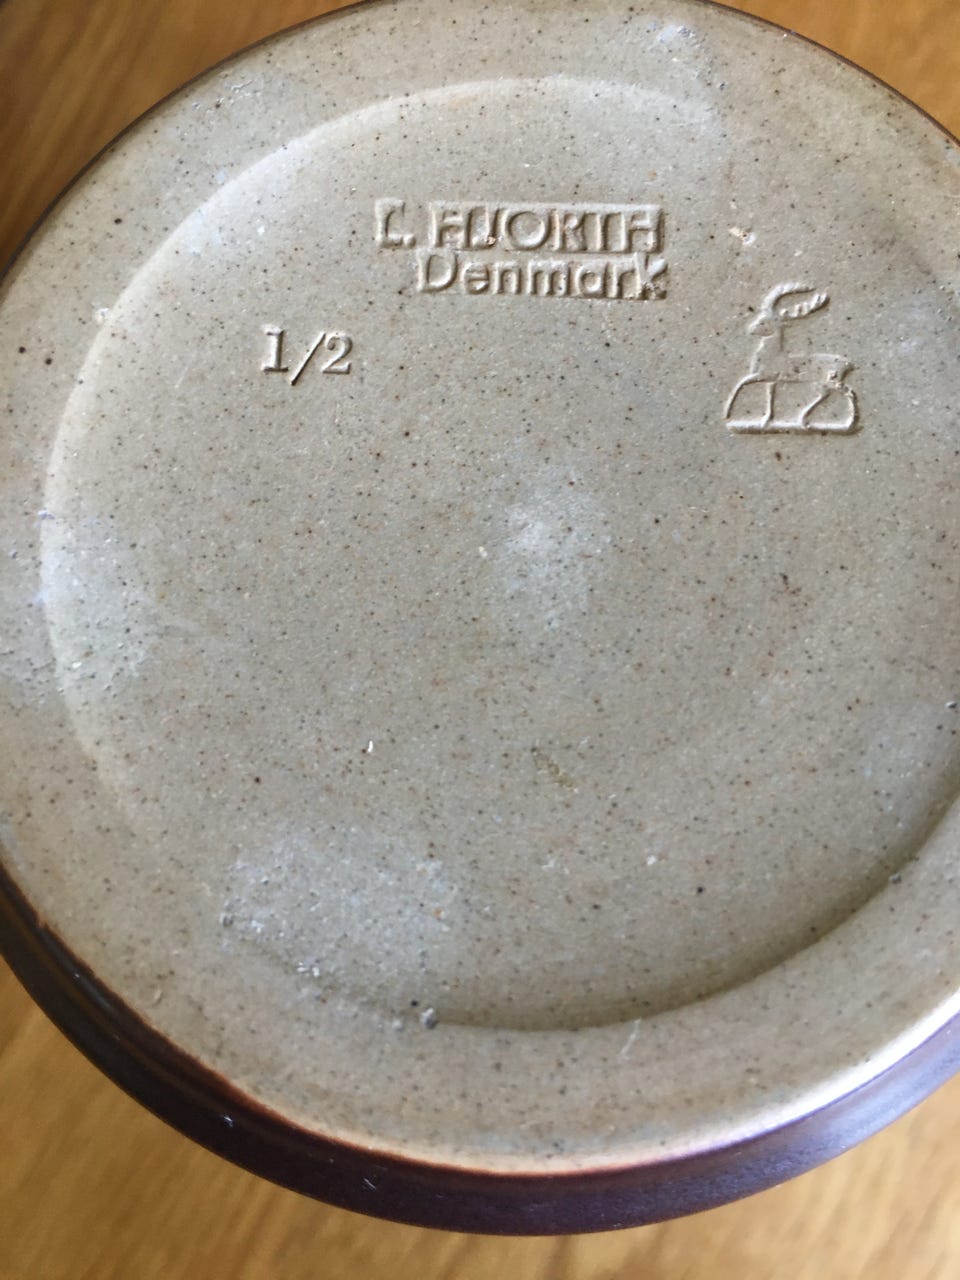 L. HJORTH
Denmark
1/2